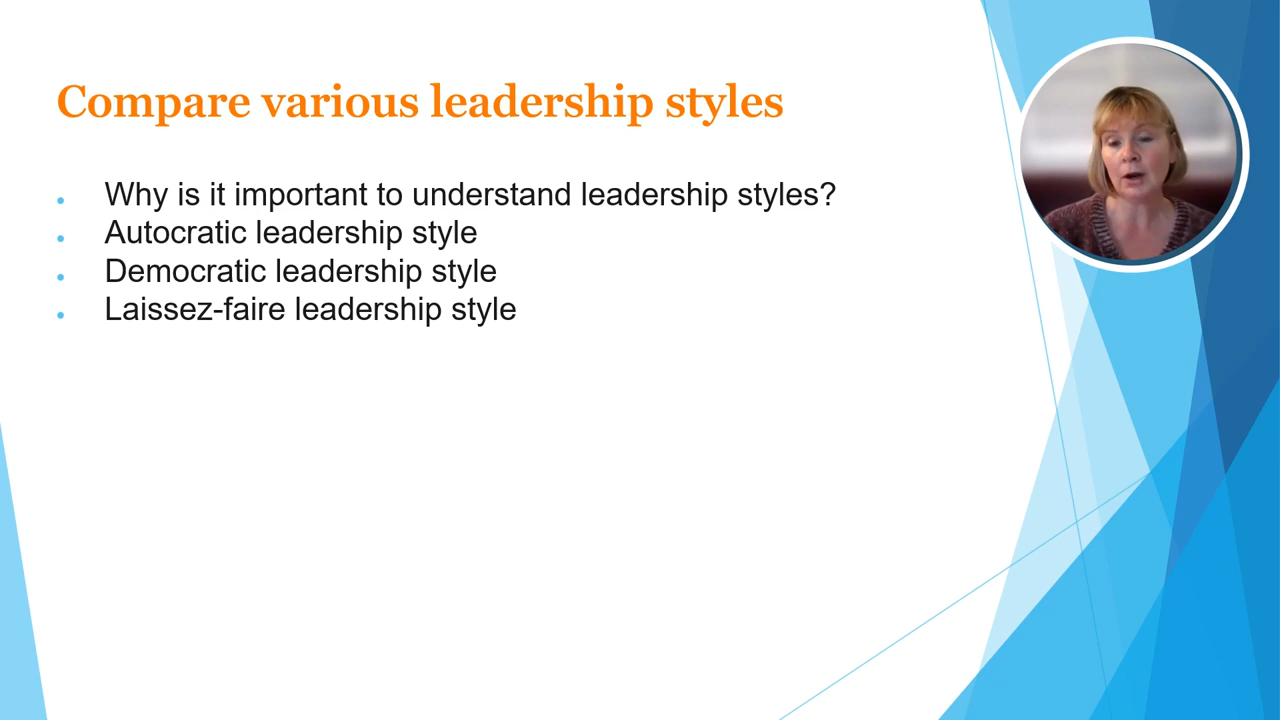 Compare various leadership styles
Why is it important to understand leadership styles?
Autocratic leadership style
Democratic leadership style
Laissez-faire leadership style